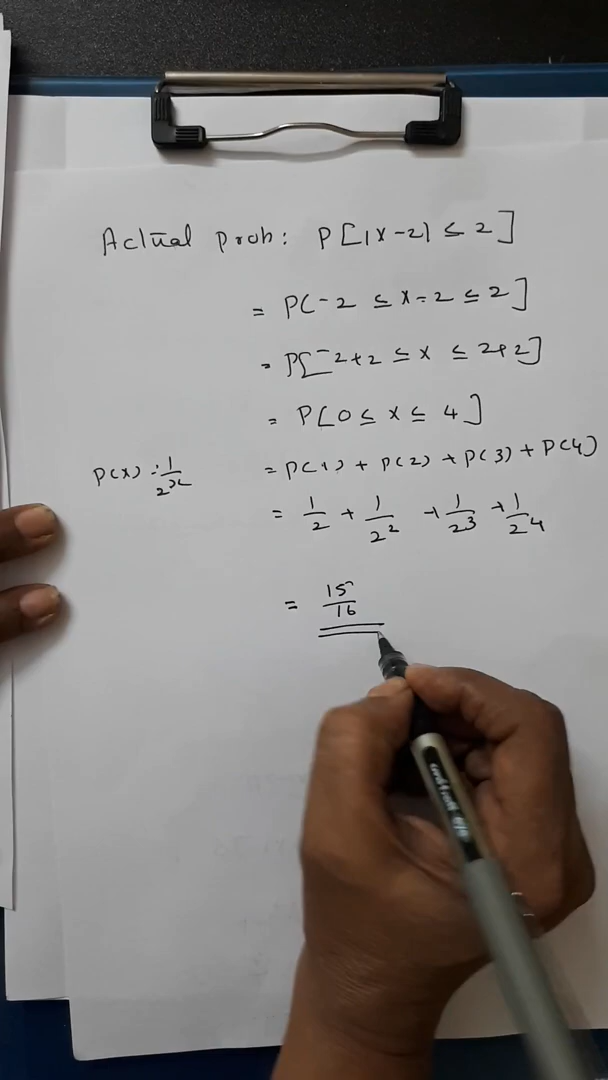 Actual prob: P[|x-2| ≤ 2]
= P(-2 ≤ x-2 ≤ 2]
= P[-2+2 ≤ x ≤ 2+2]
= P[0 ≤ x ≤ 4]
P(x) = 1/2^x = P(1) + P(2) + P(3) + P(4)
= 1/2 + 1/2^2 + 1/2^3 + 1/2^4
= 15/16